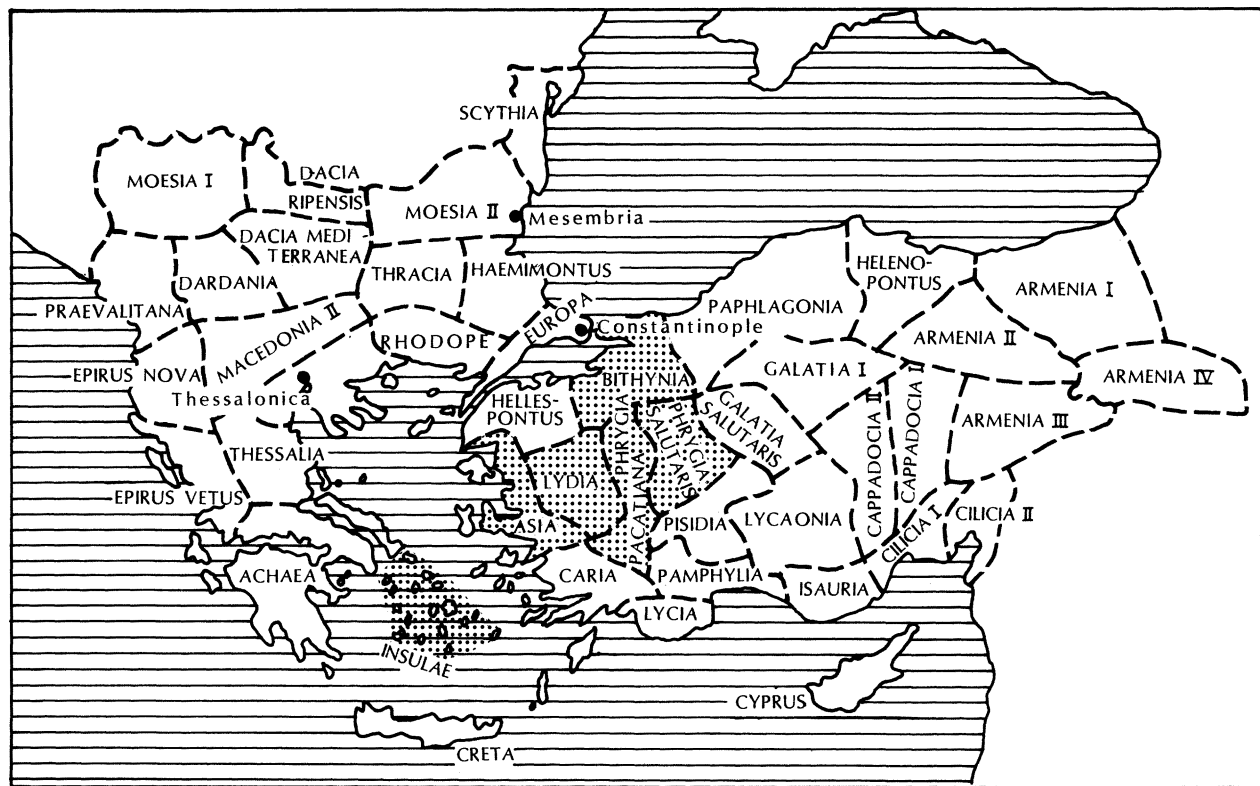 SCYTHIA
MOESIA I
DACIA
RIPENSIS
MOESIA II
Mesembria
DACIA MEDI
TERRANEA
THRACIA
HAEMIMONTUS
DARDANIA
PRAEVALITANA
HELENO-
PONTUS
ARMENIA I
PAPHLAGONIA
EUROPA
Constantinople
MACEDONIA II
RHODOPE
ARMENIA II
EPIRUS NOVA
Thessalonica
GALATIA I
ARMENIA IV
BITHYNIA
HELLES-
PONTUS
PHRYGIA
PACATIANA
PHRYGIA
SALUTARIS
GALATIA
SALUTARIS
CAPPADOCIA II
CAPPADOCIA I
ARMENIA III
THESSALIA
EPIRUS VETUS
LYDIA
ASIA
PISIDIA
LYCAONIA
CILICIA I
CILICIA II
ACHAEA
CARIA
PAMPHYLIA
ISAURIA
LYCIA
INSULAE
CYPRUS
CRETA